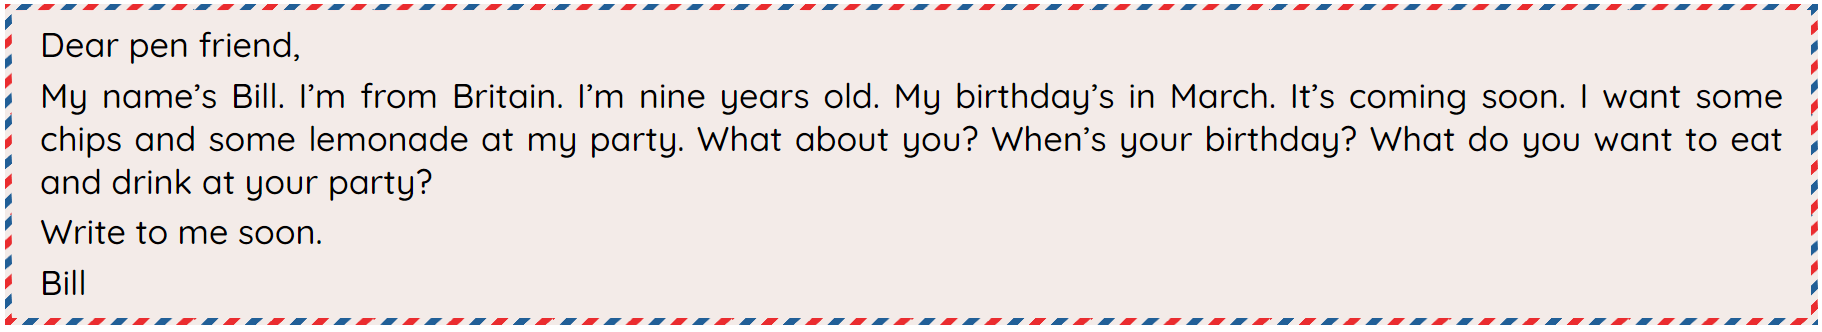 Dear pen friend,
My name’s Bill. I’m from Britain. I’m nine years old. My birthday’s in March. It’s coming soon. I want some
chips and some lemonade at my party. What about you? When’s your birthday? What do you want to eat
and drink at your party?
Write to me soon.
Bill